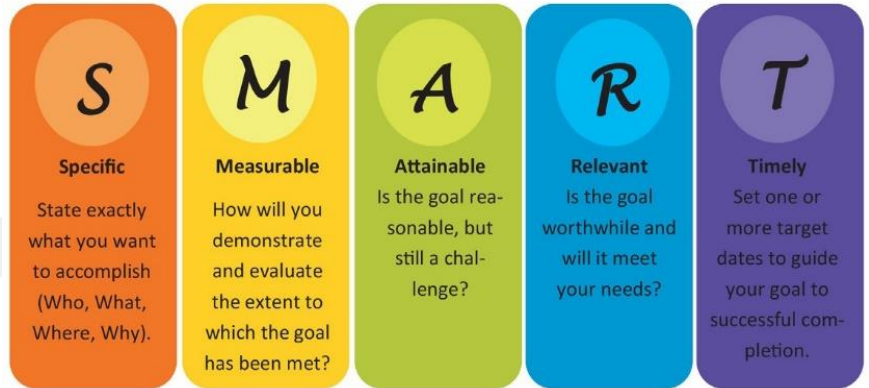 S
Specific
State exactly
what you want
to accomplish
(Who, What,
Where, Why).
M
Measurable
How will you
demonstrate
and evaluate
the extent to
which the goal
has been met?
A
Attainable
Is the goal rea-
sonable, but
still a chal-
lenge?
R
Relevant
Is the goal
worthwhile and
will it meet
your needs?
T
Timely
Set one or
more target
dates to guide
your goal to
successful com-
pletion.